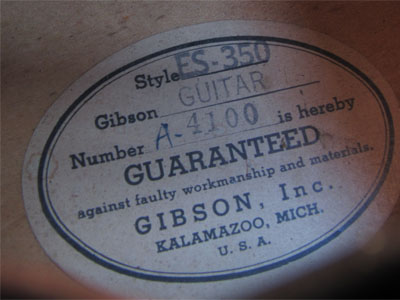 Style ES-350
Gibson GUITAR
Number A-4100 is hereby
GUARANTEED
against faulty workmanship and materials.
GIBSON, Inc.
KALAMAZOO, MICH.
U. S. A.